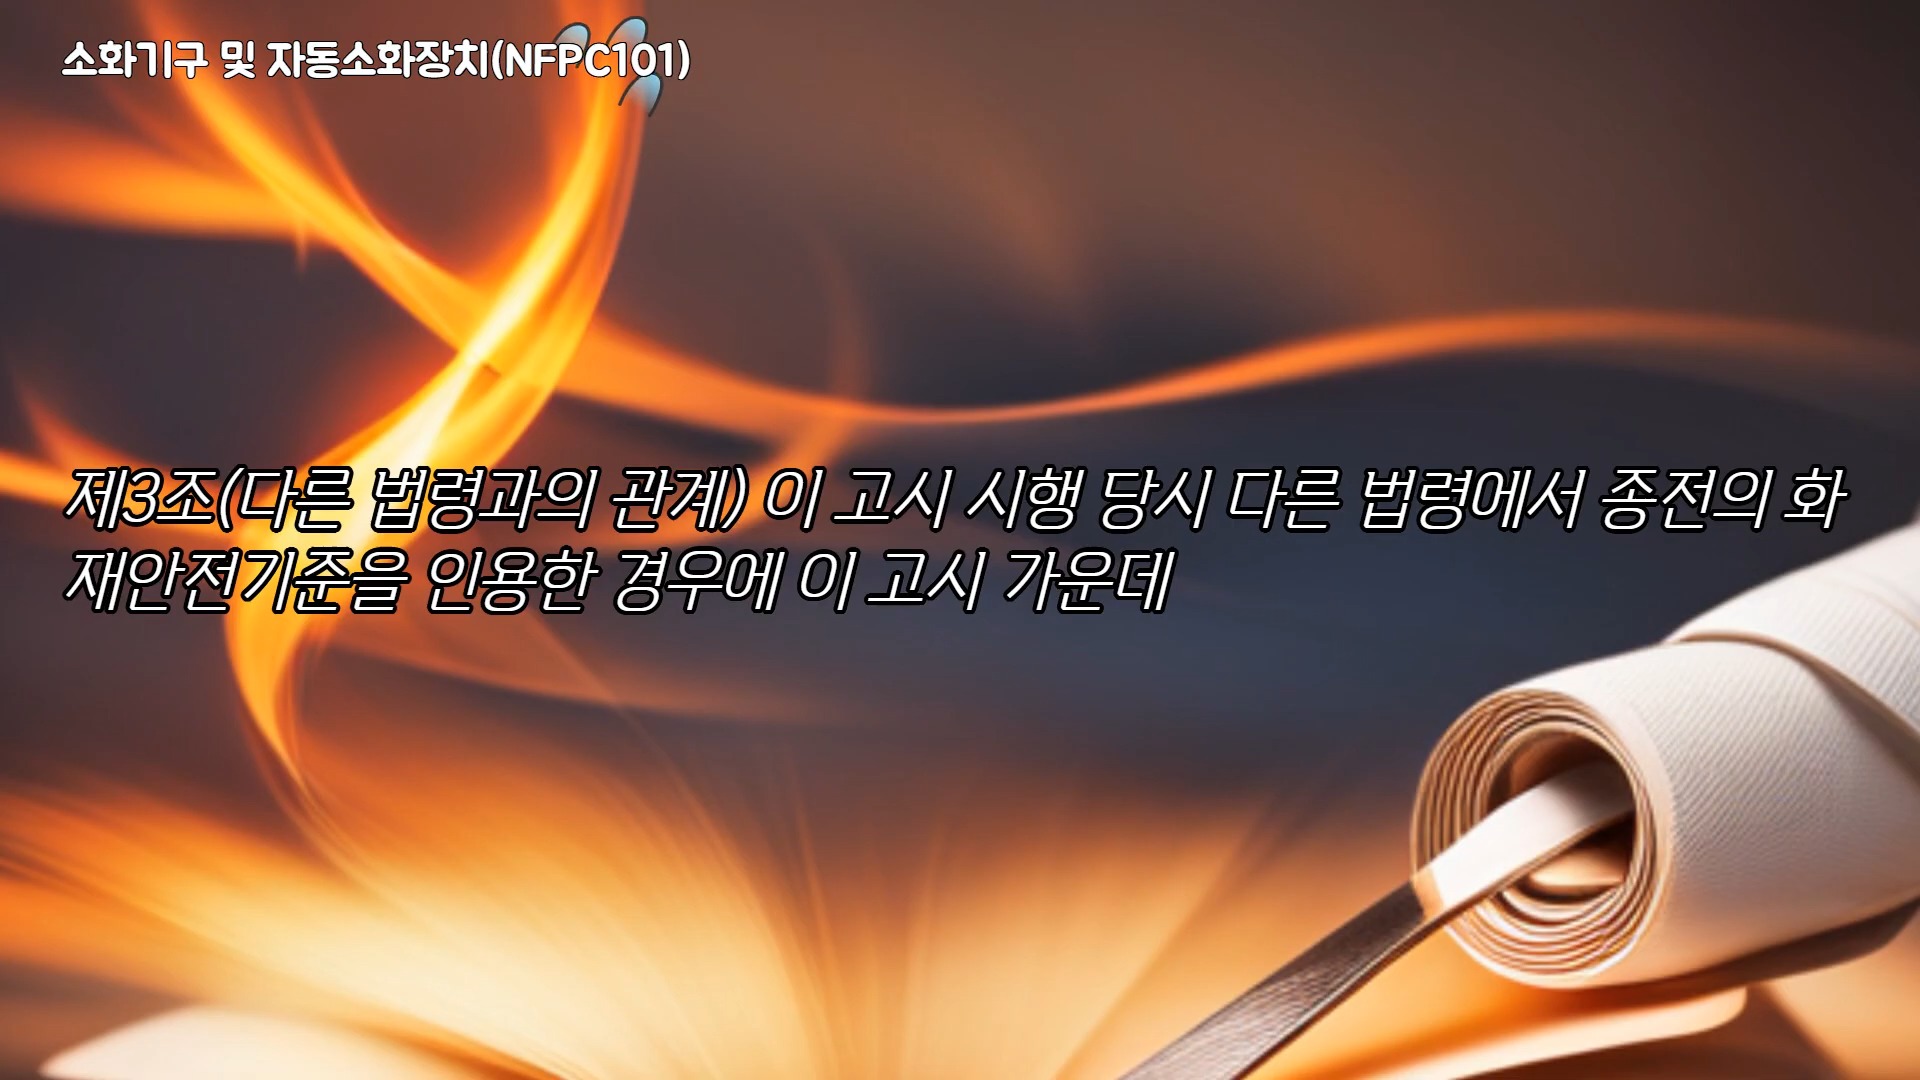 소화기구 및 자동소화장치(NFPC101)
제3조(다른 법령과의 관계) 이 고시 시행 당시 다른 법령에서 종전의 화
재안전기준을 인용한 경우에 이 고시 가운데